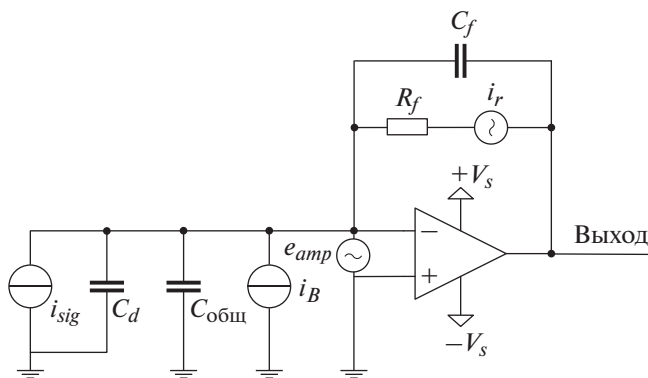 C_f
R_f
i_r
+V_s
Выход
e_amp
−
+
i_sig
C_d
C_общ
i_B
−V_s